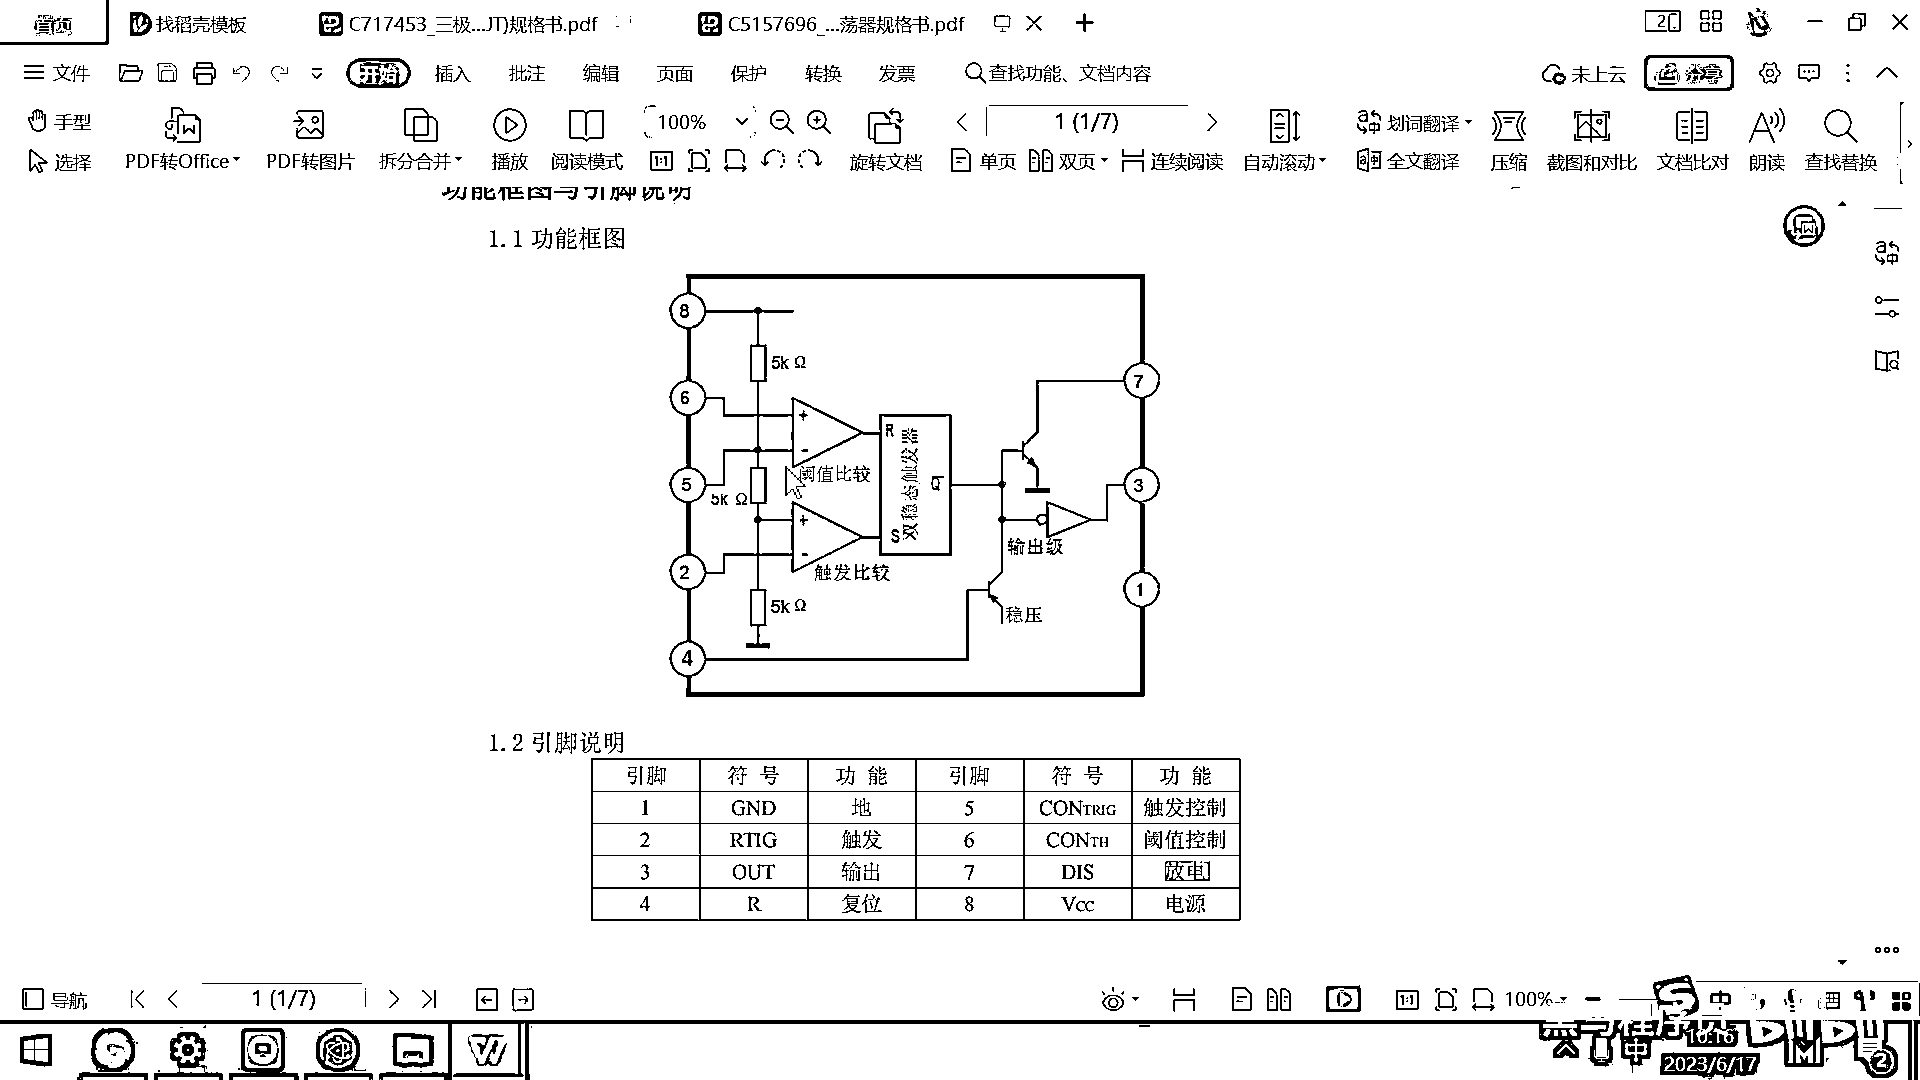 首页 找稻壳模板 C717453_三极...JT)规格书.pdf C5157696_...荡器规格书.pdf
文件 开始 插入 批注 编辑 页面 保护 转换 发票 查找功能、文档内容 未上云 分享
手型 100% 1 (1/7) 划词翻译
选择 PDF转Office PDF转图片 拆分合并 播放 阅读模式 旋转文档 单页 双页 连续阅读 自动滚动 全文翻译 压缩 截图和对比 文档比对 朗读 查找替换
功能框图与引脚说明
1.1 功能框图
8
5k Ω
7
6
+
R
-
阈值比较
双稳态触发器
Q̅
5
5k Ω
3
+
S
输出级
-
2
触发比较
1
5k Ω
稳压
4
1.2 引脚说明
引脚 符 号 功 能 引脚 符 号 功 能
1 GND 地 5 CONTRIG 触发控制
2 RTIG 触发 6 CONTH 阈值控制
3 OUT 输出 7 DIS 放电
4 R 复位 8 VCC 电源
导航 1 (1/7) 100% 中
黑马程序员
中 16:16
2023/6/17 2